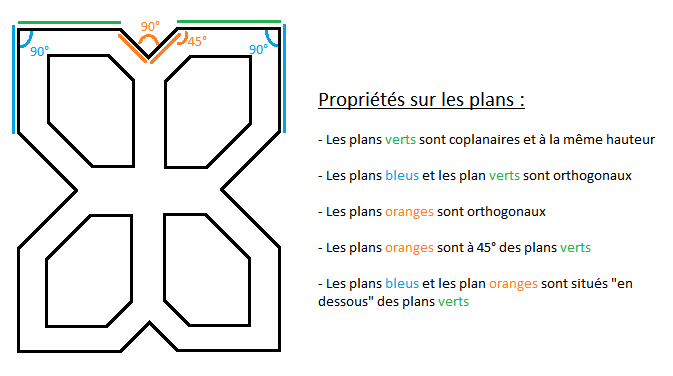 90°
90°
45°
90°
Propriétés sur les plans :
- Les plans verts sont coplanaires et à la même hauteur
- Les plans bleus et les plan verts sont orthogonaux
- Les plans oranges sont orthogonaux
- Les plans oranges sont à 45° des plans verts
- Les plans bleus et les plan oranges sont situés "en
dessous" des plans verts